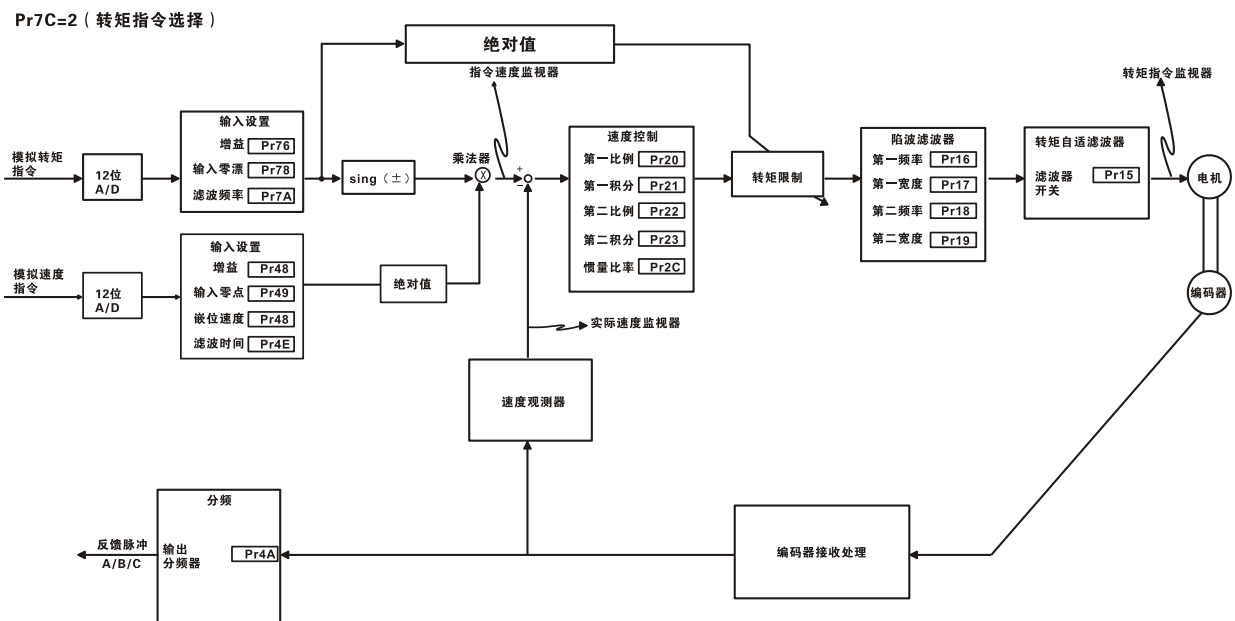 Pr7C=2（转矩指令选择）
绝对值
指令速度监视器
转矩指令监视器
模拟转矩
指令
12位
A/D
输入设置
增益 Pr76
输入零漂 Pr78
滤波频率 Pr7A
sing（±）
乘法器
X
+
−
速度控制
第一比例 Pr20
第一积分 Pr21
第二比例 Pr22
第二积分 Pr23
惯量比率 Pr2C
转矩限制
陷波滤波器
第一频率 Pr16
第一宽度 Pr17
第二频率 Pr18
第二宽度 Pr19
转矩自适滤波器
滤波器
开关
Pr15
电机
模拟速度
指令
12位
A/D
输入设置
增益 Pr48
输入零点 Pr49
嵌位速度 Pr48
滤波时间 Pr4E
绝对值
编码器
实际速度监视器
速度观测器
分频
反馈脉冲
A/B/C
输出
分频器
Pr4A
编码器接收处理